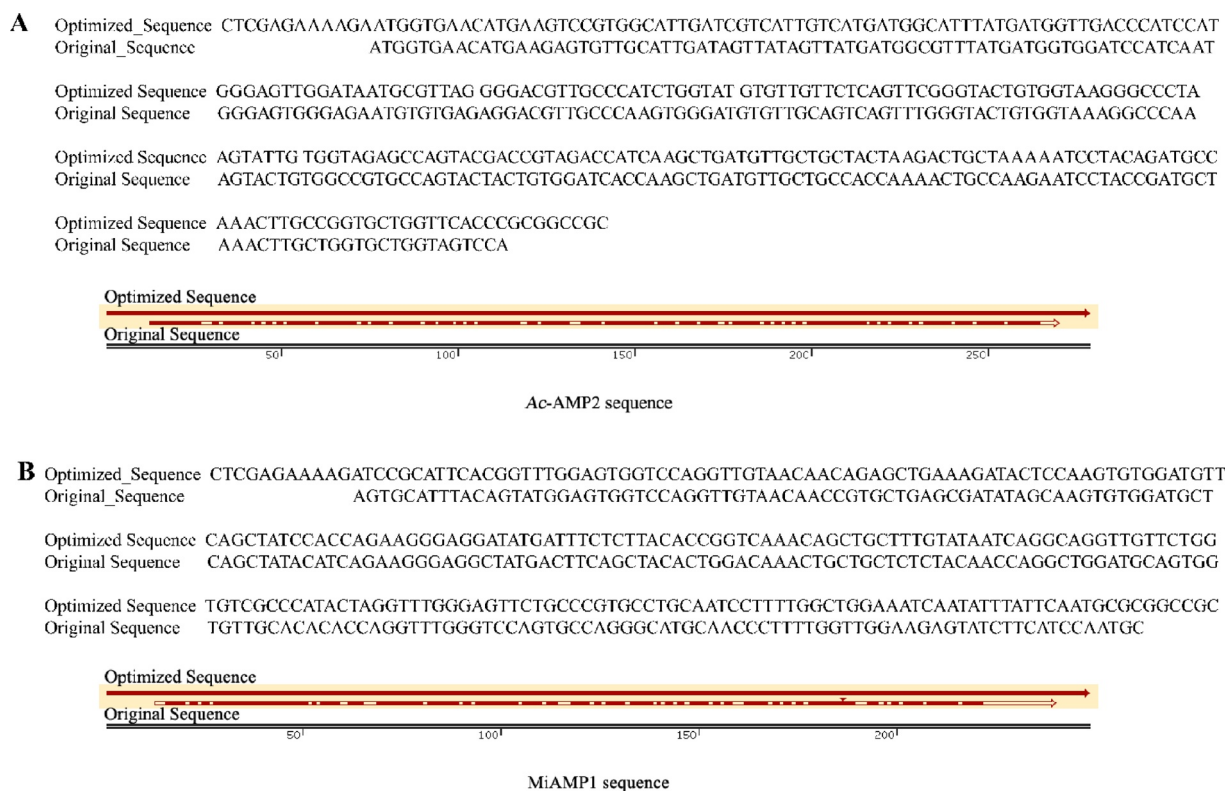 A
Optimized_Sequence CTCGAGAAAAGAATGGTGAACATGAAGTCCGTGGCATTGATCGTCATTGTCATGATGGCATTTATGATGGTTGACCCATCCAT
Original_Sequence ATGGTGAACATGAAGAGTGTTGCATTGATAGTTATAGTTATGATGGCGTTTATGATGGTGGATCCATCAAT
Optimized Sequence GGGAGTTGGATAATGCGTTAG GGGACGTTGCCCATCTGGTAT GTGTTGTTCTCAGTTCGGGTACTGTGGTAAGGGCCCTA
Original Sequence GGGAGTGGGAGAATGTGTGAGAGGACGTTGCCCAAGTGGGATGTGTTGCAGTCAGTTTGGGTACTGTGGTAAAGGCCCAA
Optimized Sequence AGTATTG TGGTAGAGCCAGTACGACCGTAGACCATCAAGCTGATGTTGCTGCTACTAAGACTGCTAAAAATCCTACAGATGCC
Original Sequence AGTACTGTGGCCGTGCCAGTACTACTGTGGATCACCAAGCTGATGTTGCTGCCACCAAAACTGCCAAGAATCCTACCGATGCT
Optimized Sequence AAACTTGCCGGTGCTGGTTCACCCGCGGCCGC
Original Sequence AAACTTGCTGGTGCTGGTAGTCCA
Optimized Sequence
Original Sequence
50 100 150 200 250
Ac-AMP2 sequence
B
Optimized_Sequence CTCGAGAAAAGATCCGCATTCACGGTTTGGAGTGGTCCAGGTTGTAACAACAGAGCTGAAAGATACTCCAAGTGTGGATGTT
Original_Sequence AGTGCATTTACAGTATGGAGTGGTCCAGGTTGTAACAACCGTGCTGAGCGATATAGCAAGTGTGGATGCT
Optimized Sequence CAGCTATCCACCAGAAGGGAGGATATGATTTCTCTTACACCGGTCAAACAGCTGCTTTGTATAATCAGGCAGGTTGTTCTGG
Original Sequence CAGCTATACATCAGAAGGGAGGCTATGACTTCAGCTACACTGGACAAACTGCTGCTCTCTACAACCAGGCTGGATGCAGTGG
Optimized Sequence TGTCGCCCATACTAGGTTTGGGAGTTCTGCCCGTGCCTGCAATCCTTTTGGCTGGAAATCAATATTTATTCAATGCGCGGCCGC
Original Sequence TGTTGCACACACCAGGTTTGGGTCCAGTGCCAGGGCATGCAACCCTTTTGGTTGGAAGAGTATCTTCATCCAATGC
Optimized Sequence
Original Sequence
50 100 150 200
MiAMP1 sequence